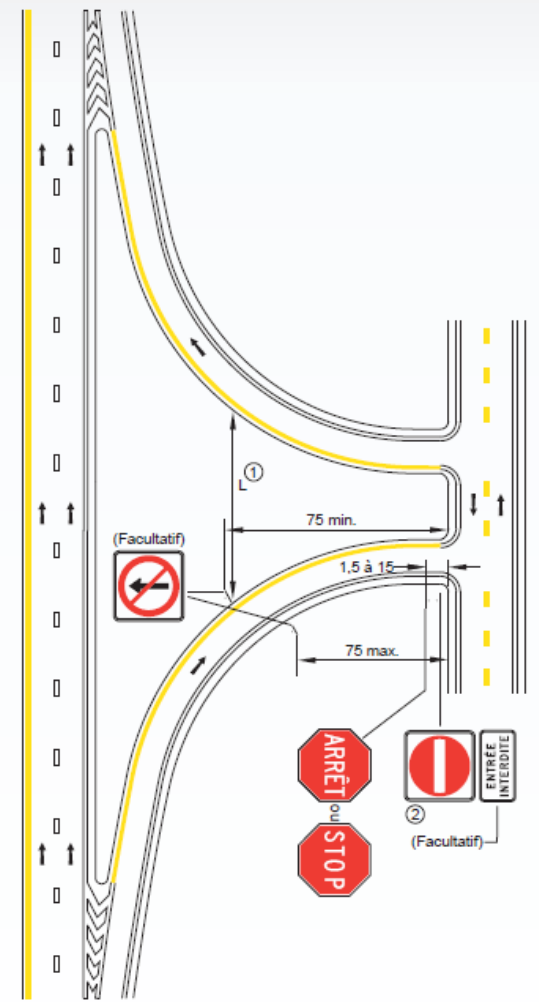 (Facultatif)
L ①
75 min.
1,5 à 15
75 max.
ARRÊT
ou
STOP
ENTRÉE
INTERDITE
②
(Facultatif)